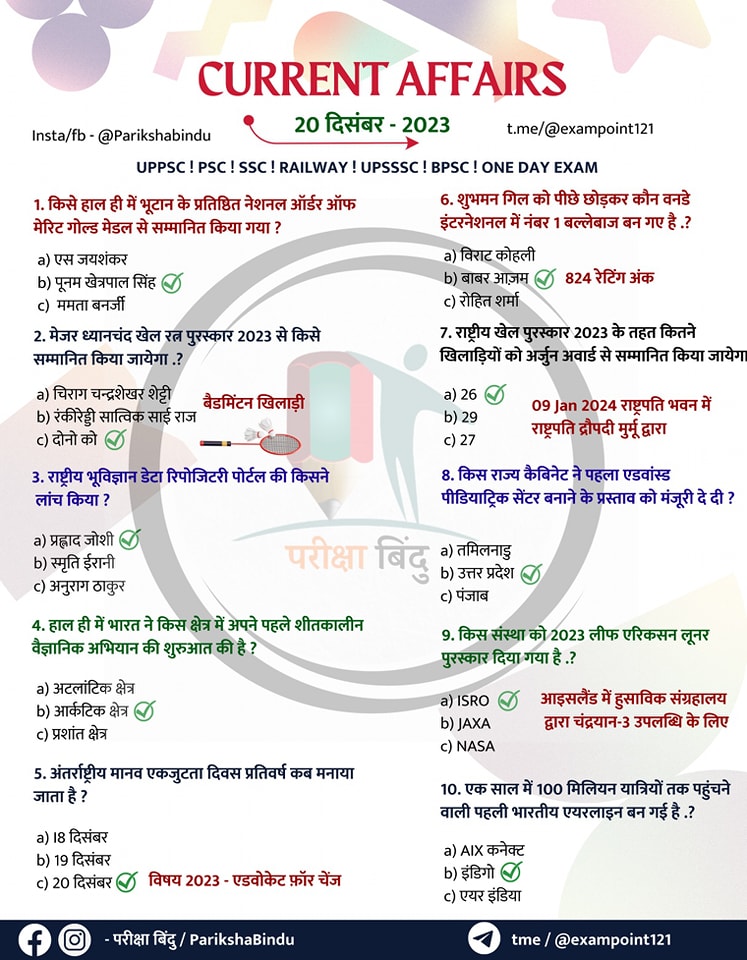 CURRENT AFFAIRS
Insta/fb - @Parikshabindu
20 दिसंबर - 2023
t.me/@exampoint121
UPPSC ! PSC ! SSC ! RAILWAY ! UPSSSC ! BPSC ! ONE DAY EXAM
1. किसे हाल ही में भूटान के प्रतिष्ठित नेशनल ऑर्डर ऑफ
मेरिट गोल्ड मेडल से सम्मानित किया गया ?
a) एस जयशंकर
b) पूनम खेत्रपाल सिंह
c) ममता बनर्जी
2. मेजर ध्यानचंद खेल रत्न पुरस्कार 2023 से किसे
सम्मानित किया जायेगा .?
a) चिराग चन्द्रशेखर शेट्टी
b) रंकीरेड्डी सात्विक साई राज
c) दोनो को
बैडमिंटन खिलाड़ी
3. राष्ट्रीय भूविज्ञान डेटा रिपोजिटरी पोर्टल की किसने
लांच किया ?
a) प्रह्लाद जोशी
b) स्मृति ईरानी
c) अनुराग ठाकुर
4. हाल ही में भारत ने किस क्षेत्र में अपने पहले शीतकालीन
वैज्ञानिक अभियान की शुरुआत की है ?
a) अटलांटिक क्षेत्र
b) आर्कटिक क्षेत्र
c) प्रशांत क्षेत्र
5. अंतर्राष्ट्रीय मानव एकजुटता दिवस प्रतिवर्ष कब मनाया
जाता है ?
a) 18 दिसंबर
b) 19 दिसंबर
c) 20 दिसंबर
विषय 2023 - एडवोकेट फ़ॉर चेंज
6. शुभमन गिल को पीछे छोड़कर कौन वनडे
इंटरनेशनल में नंबर 1 बल्लेबाज बन गए है .?
a) विराट कोहली
b) बाबर आज़म
824 रेटिंग अंक
c) रोहित शर्मा
7. राष्ट्रीय खेल पुरस्कार 2023 के तहत कितने
खिलाड़ियों को अर्जुन अवार्ड से सम्मानित किया जायेगा
a) 26
b) 29
c) 27
09 Jan 2024 राष्ट्रपति भवन में
राष्ट्रपति द्रौपदी मुर्मू द्वारा
8. किस राज्य कैबिनेट ने पहला एडवांस्ड
पीडियाट्रिक सेंटर बनाने के प्रस्ताव को मंजूरी दे दी ?
a) तमिलनाडु
b) उत्तर प्रदेश
c) पंजाब
9. किस संस्था को 2023 लीफ एरिकसन लूनर
पुरस्कार दिया गया है .?
a) ISRO
b) JAXA
c) NASA
आइसलैंड में हुसाविक संग्रहालय
द्वारा चंद्रयान-3 उपलब्धि के लिए
10. एक साल में 100 मिलियन यात्रियों तक पहुंचने
वाली पहली भारतीय एयरलाइन बन गई है .?
a) AIX कनेक्ट
b) इंडिगो
c) एयर इंडिया
परीक्षा बिंदु
- परीक्षा बिंदु / ParikshaBindu
tme / @exampoint121